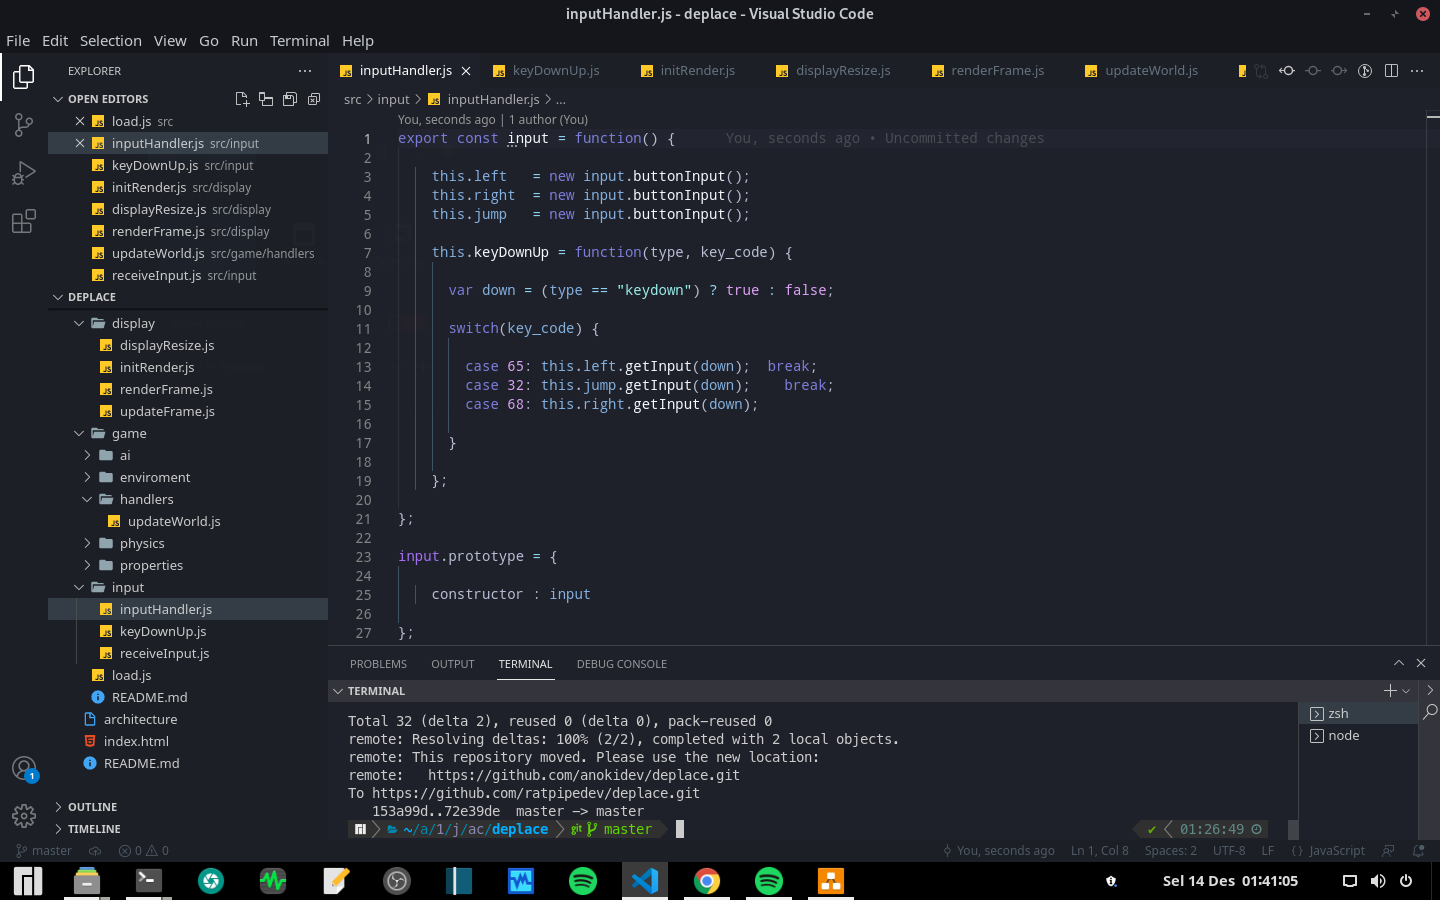 inputHandler.js - deplace - Visual Studio Code
File Edit Selection View Go Run Terminal Help
EXPLORER
OPEN EDITORS
load.js src
inputHandler.js src/input
keyDownUp.js src/input
initRender.js src/display
displayResize.js src/display
renderFrame.js src/display
updateWorld.js src/game/handlers
receiveInput.js src/input
DEPLACE
display
displayResize.js
initRender.js
renderFrame.js
updateFrame.js
game
ai
enviroment
handlers
updateWorld.js
physics
properties
input
inputHandler.js
keyDownUp.js
receiveInput.js
load.js
README.md
architecture
index.html
README.md
OUTLINE
TIMELINE
inputHandler.js keyDownUp.js initRender.js displayResize.js renderFrame.js updateWorld.js
src > input > inputHandler.js > ...
You, seconds ago | 1 author (You)
1 export const input = function() { You, seconds ago • Uncommitted changes
2
3 this.left = new input.buttonInput();
4 this.right = new input.buttonInput();
5 this.jump = new input.buttonInput();
6
7 this.keyDownUp = function(type, key_code) {
8
9 var down = (type == "keydown") ? true : false;
10
11 switch(key_code) {
12
13 case 65: this.left.getInput(down); break;
14 case 32: this.jump.getInput(down); break;
15 case 68: this.right.getInput(down);
16
17 }
18
19 };
20
21 };
22
23 input.prototype = {
24
25 constructor : input
26
27 };
PROBLEMS OUTPUT TERMINAL DEBUG CONSOLE
TERMINAL
Total 32 (delta 2), reused 0 (delta 0), pack-reused 0
remote: Resolving deltas: 100% (2/2), completed with 2 local objects.
remote: This repository moved. Please use the new location:
remote: https://github.com/anokidev/deplace.git
To https://github.com/ratpipedev/deplace.git
153a99d..72e39de master -> master
~/a/1/j/ac/deplace git master ✔ 01:26:49
zsh
node
1
master 0 0 You, seconds ago Ln 1, Col 8 Spaces: 2 UTF-8 LF {} JavaScript
Sel 14 Des 01:41:05